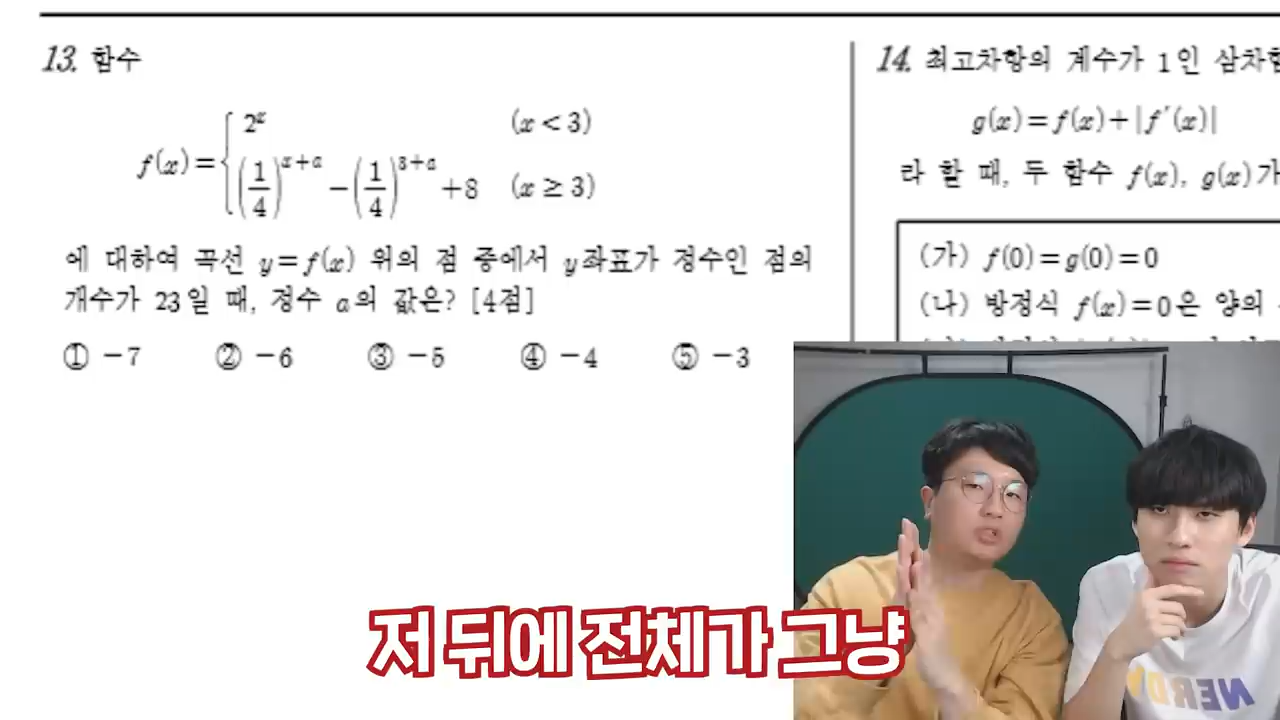 13. 함수
f(x) = { 2^x (x < 3)
(1/4)^{x+a} − (1/4)^{3+a} + 8 (x ≥ 3)
에 대하여 곡선 y = f(x) 위의 점 중에서 y좌표가 정수인 점의
개수가 23일 때, 정수 a의 값은? [4점]
① −7 ② −6 ③ −5 ④ −4 ⑤ −3
14. 최고차항의 계수가 1인
g(x) = f(x) + |f′(x)|
라 할 때, 두 함수 f(x), g(x)가
(가) f(0) = g(0) = 0
(나) 방정식 f(x) = 0은 양의
저 뒤에 전체가 그냥